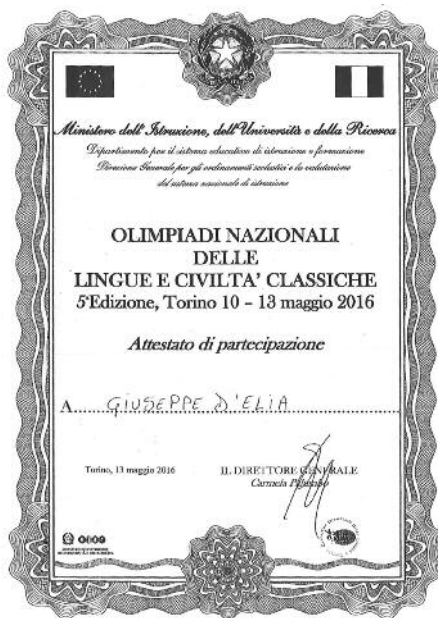 Ministero dell'Istruzione, dell'Università e della Ricerca
Dipartimento per il sistema educativo di istruzione e formazione
Direzione Generale per gli ordinamenti scolastici e la valutazione
del sistema nazionale di istruzione
OLIMPIADI NAZIONALI
DELLE
LINGUE E CIVILTA' CLASSICHE
5ªEdizione, Torino 10 – 13 maggio 2016
Attestato di partecipazione
A....... GIUSEPPE D'ELIA
Torino, 13 maggio 2016
IL DIRETTORE GENERALE
Carmela